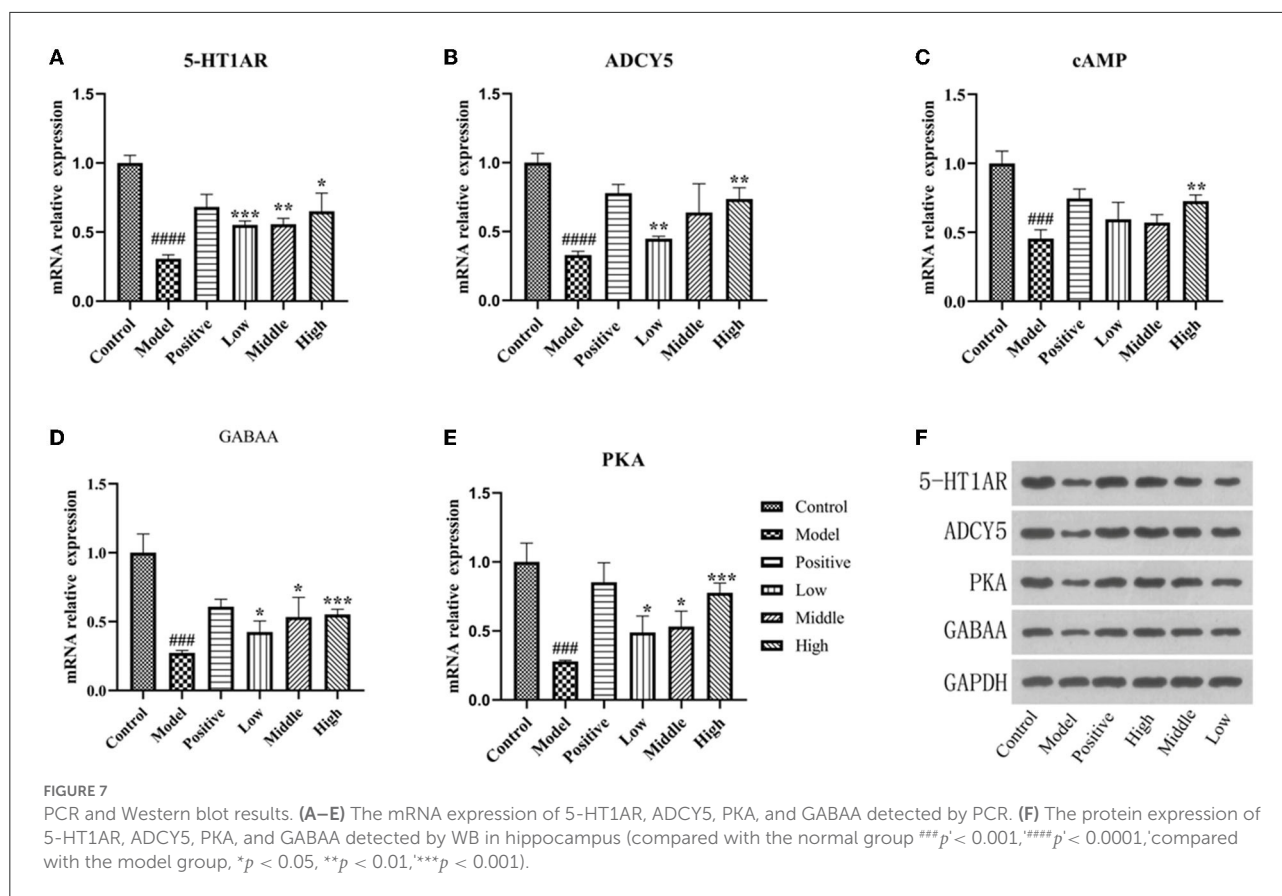 A
5-HT1AR
mRNA relative expression
1.5
1.0
0.5
0.0
####
***
**
*
Control
Model
Positive
Low
Middle
High
B
ADCY5
mRNA relative expression
1.5
1.0
0.5
0.0
####
**
**
Control
Model
Positive
Low
Middle
High
C
cAMP
mRNA relative expression
1.5
1.0
0.5
0.0
###
**
Control
Model
Positive
Low
Middle
High
D
GABAA
mRNA relative expression
1.5
1.0
0.5
0.0
###
*
*
***
Control
Model
Positive
Low
Middle
High
E
PKA
mRNA relative expression
1.5
1.0
0.5
0.0
###
*
*
***
Control
Model
Positive
Low
Middle
High
Control
Model
Positive
Low
Middle
High
F
5-HT1AR
ADCY5
PKA
GABAA
GAPDH
Control
Model
Positive
High
Middle
Low
FIGURE 7
PCR and Western blot results. (A–E) The mRNA expression of 5-HT1AR, ADCY5, PKA, and GABAA detected by PCR. (F) The protein expression of
5-HT1AR, ADCY5, PKA, and GABAA detected by WB in hippocampus (compared with the normal group ###p'< 0.001,'####p'< 0.0001,'compared
with the model group, *p < 0.05, **p < 0.01,'***p < 0.001).